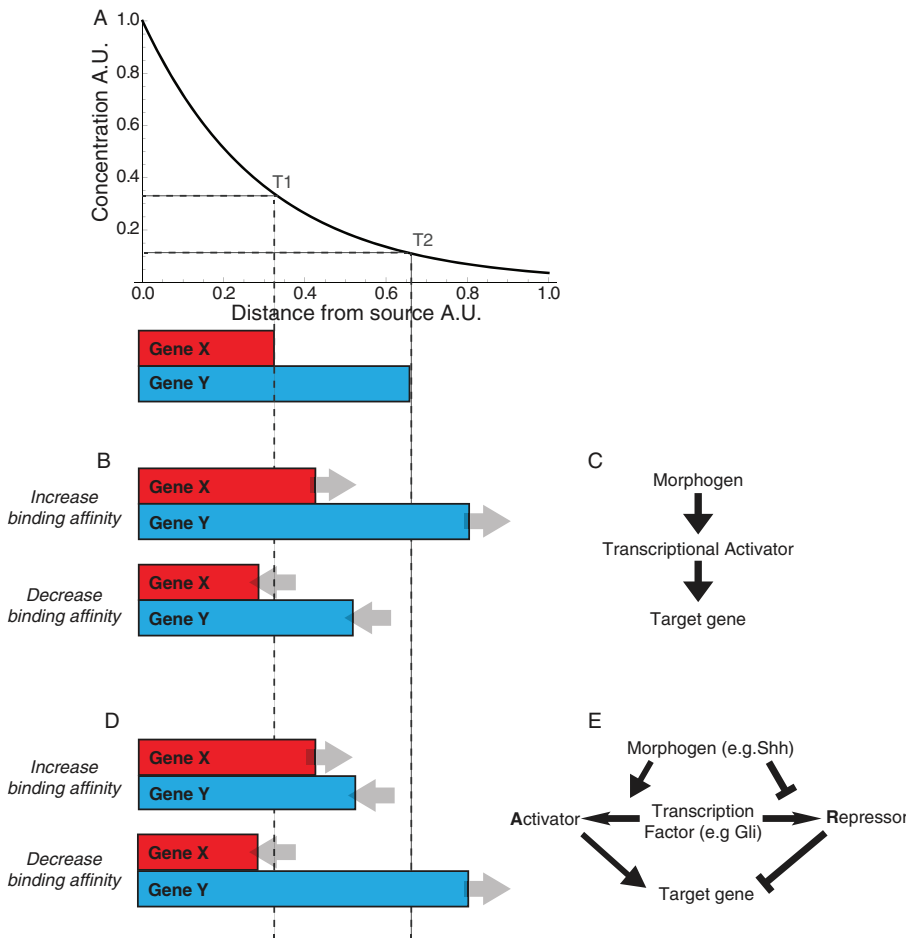 A
Concentration A.U.
1.0
0.8
0.6
0.4
0.2
T1
T2
0.0 0.2 0.4 0.6 0.8 1.0
Distance from source A.U.
Gene X
Gene Y
B
Increase
binding affinity
Gene X
Gene Y
Decrease
binding affinity
Gene X
Gene Y
C
Morphogen
Transcriptional Activator
Target gene
D
Increase
binding affinity
Gene X
Gene Y
Decrease
binding affinity
Gene X
Gene Y
E
Morphogen (e.g.Shh)
Activator
Transcription
Factor (e.g Gli)
Repressor
Target gene